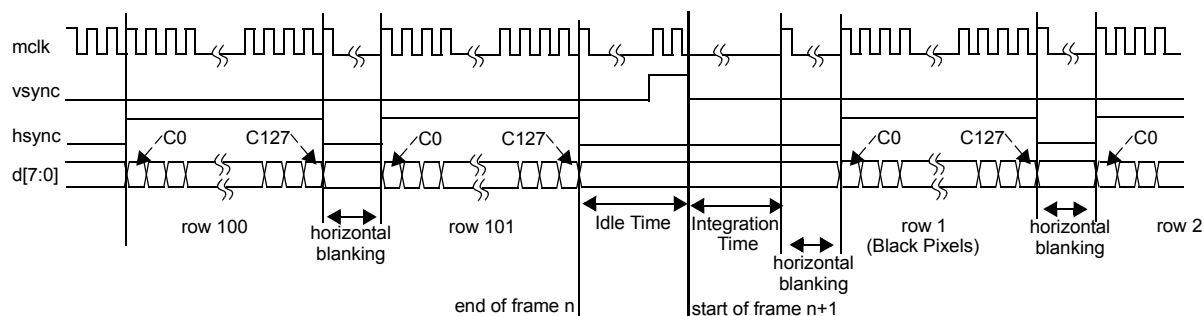 mclk
vsync
hsync
C0 C127 C0 C127 C0 C127 C0
d[7:0]
row 100
horizontal
blanking
row 101
Idle Time
Integration
Time
horizontal
blanking
row 1
(Black Pixels)
horizontal
blanking
row 2
end of frame n
start of frame n+1